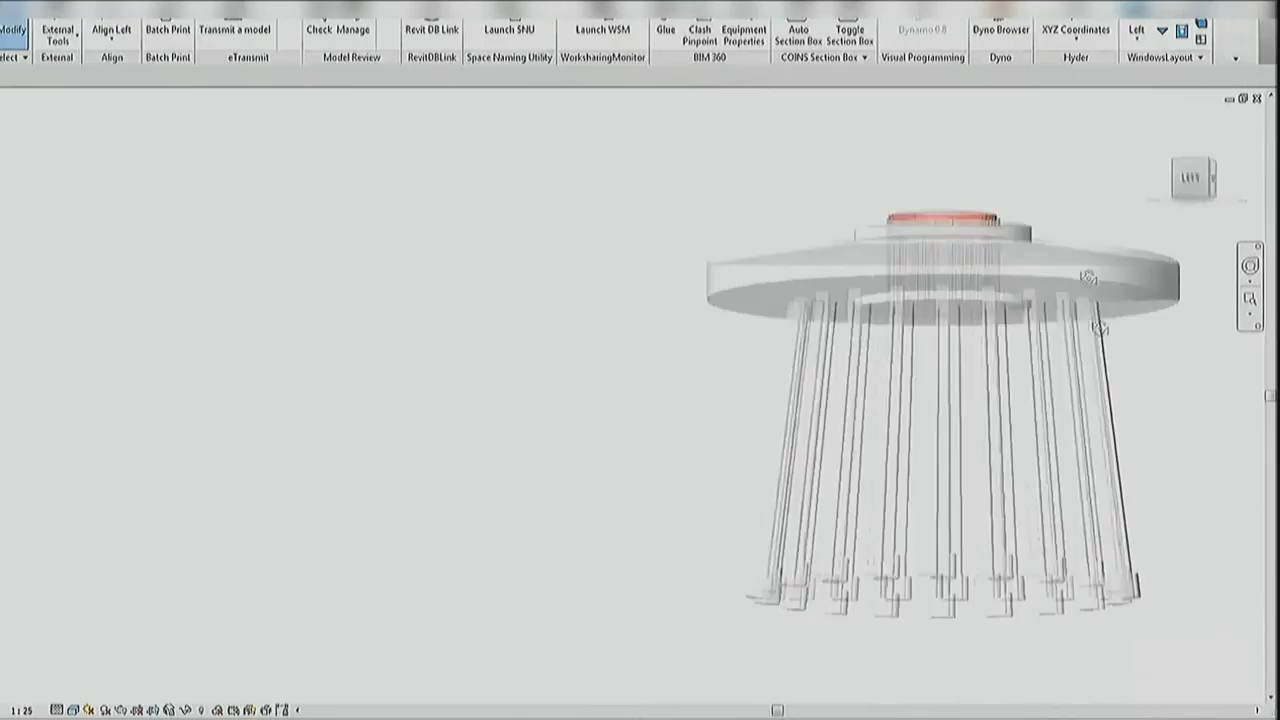 Modify External Tools Align Left Batch Print Transmit a model Check Manage Revit DB Link Launch SNU Launch WSM Glue Clash Pinpoint Equipment Properties Auto Section Box Toggle Section Box Dynamo 0.8 Dyno Browser XYZ Coordinates Left
External Align Batch Print eTransmit Model Review RevitDBLink Space Naming Utility WorksharingMonitor BIM 360 COINS Section Box Visual Programming Dyno Hyder WindowsLayout
LEFT
1:25